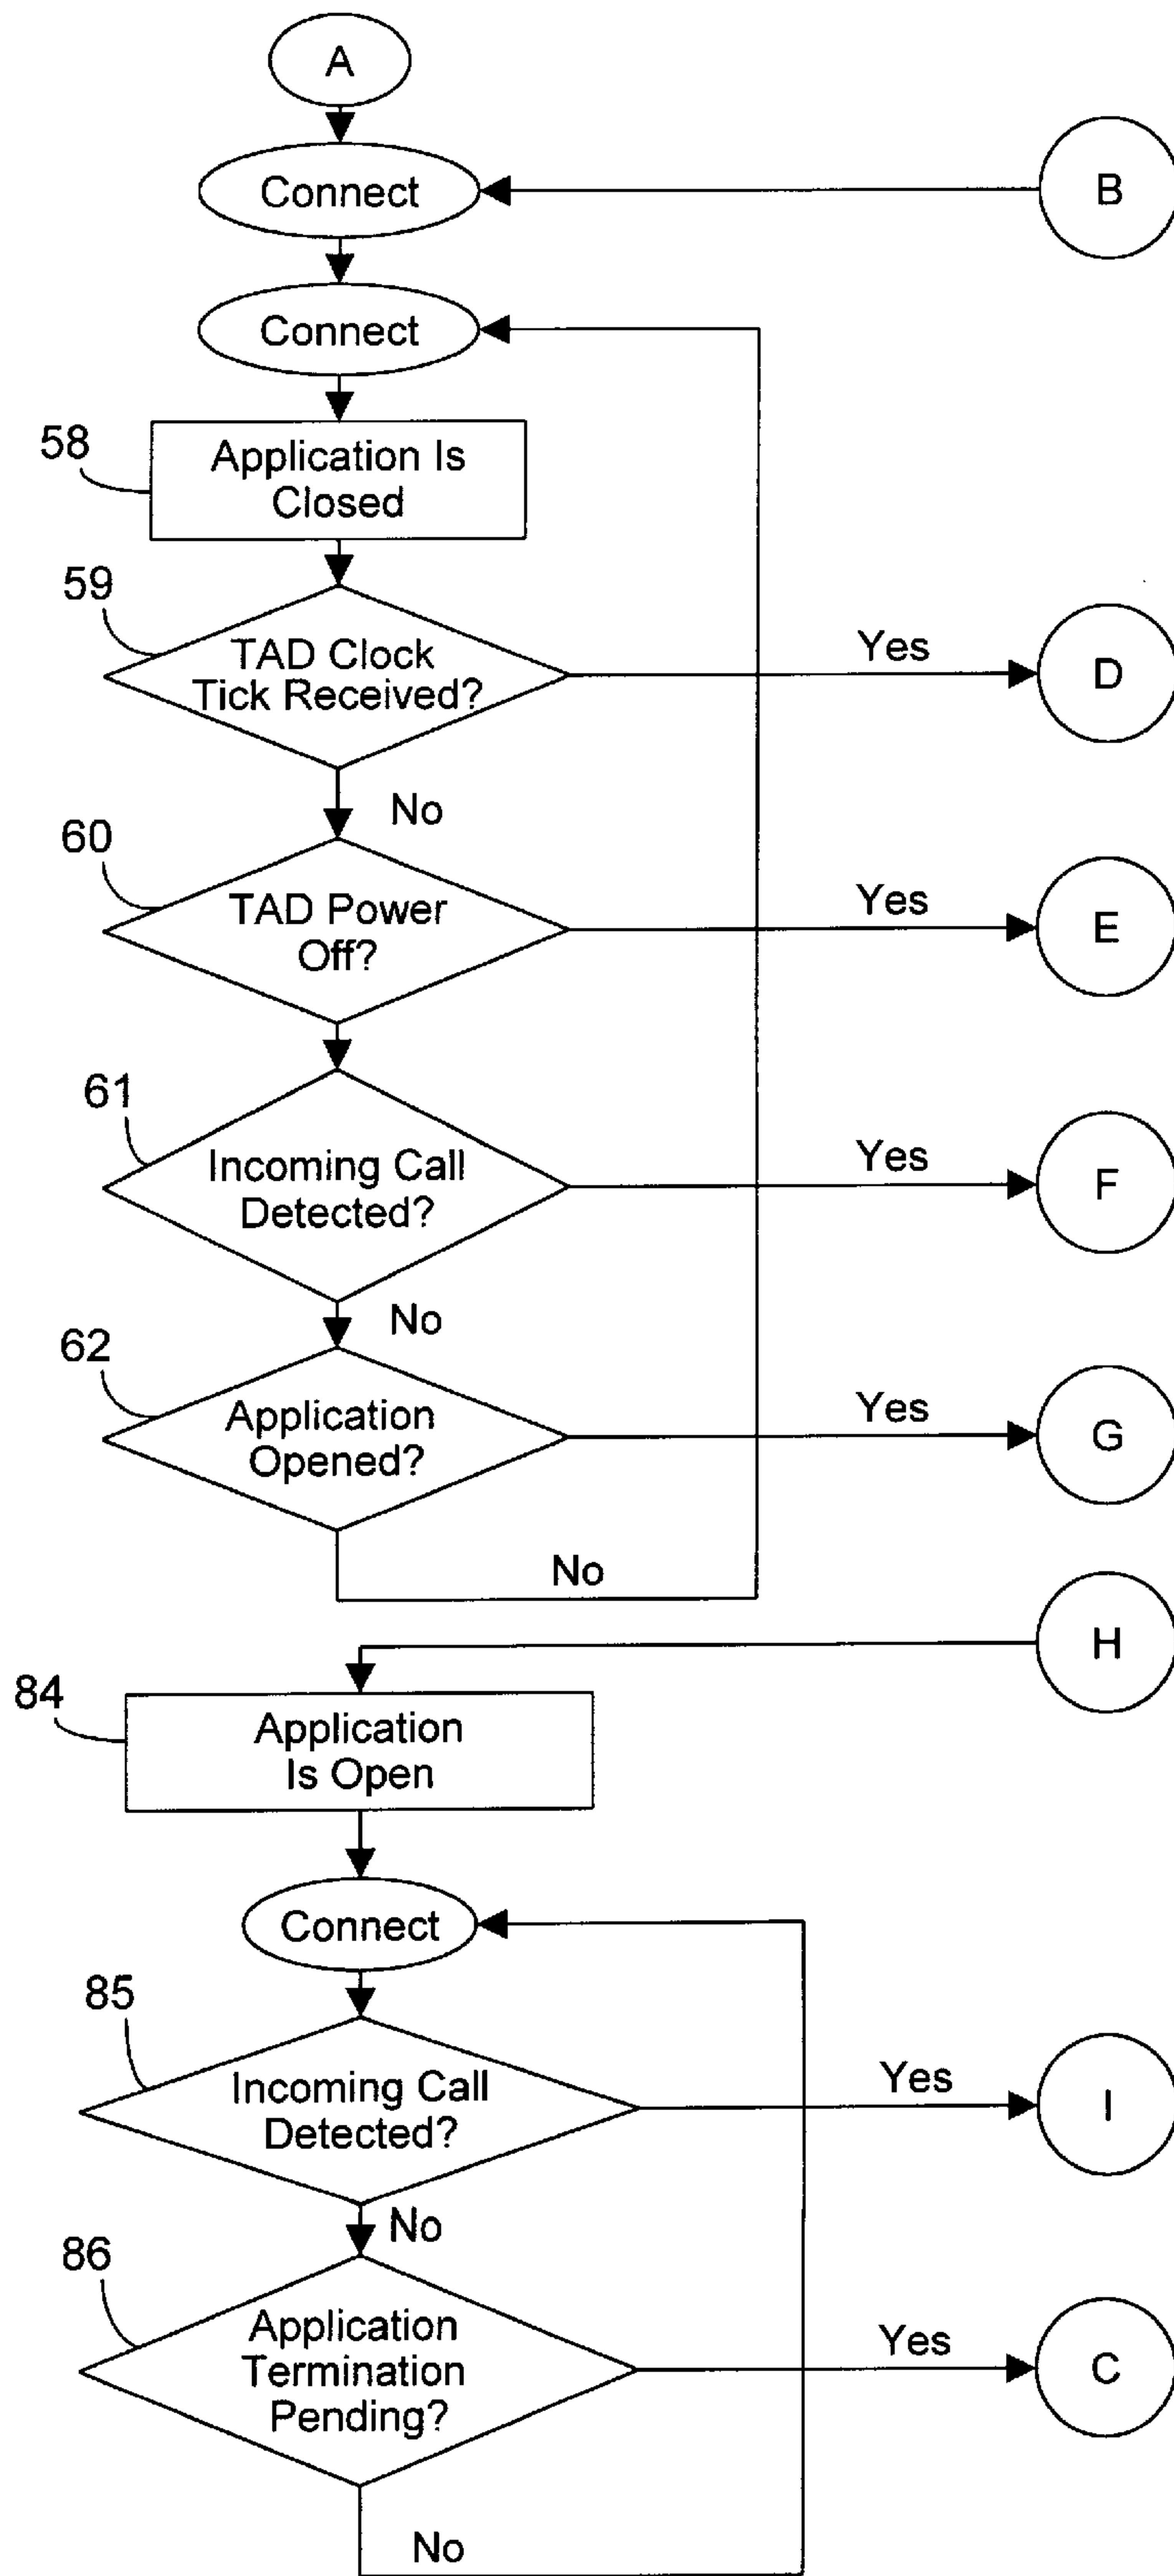 A
Connect
B
Connect
58
Application Is
Closed
59
TAD Clock
Tick Received?
Yes
D
No
60
TAD Power
Off?
Yes
E
61
Incoming Call
Detected?
Yes
F
No
62
Application
Opened?
Yes
G
No
H
84
Application
Is Open
Connect
85
Incoming Call
Detected?
Yes
I
No
86
Application
Termination
Pending?
Yes
C
No